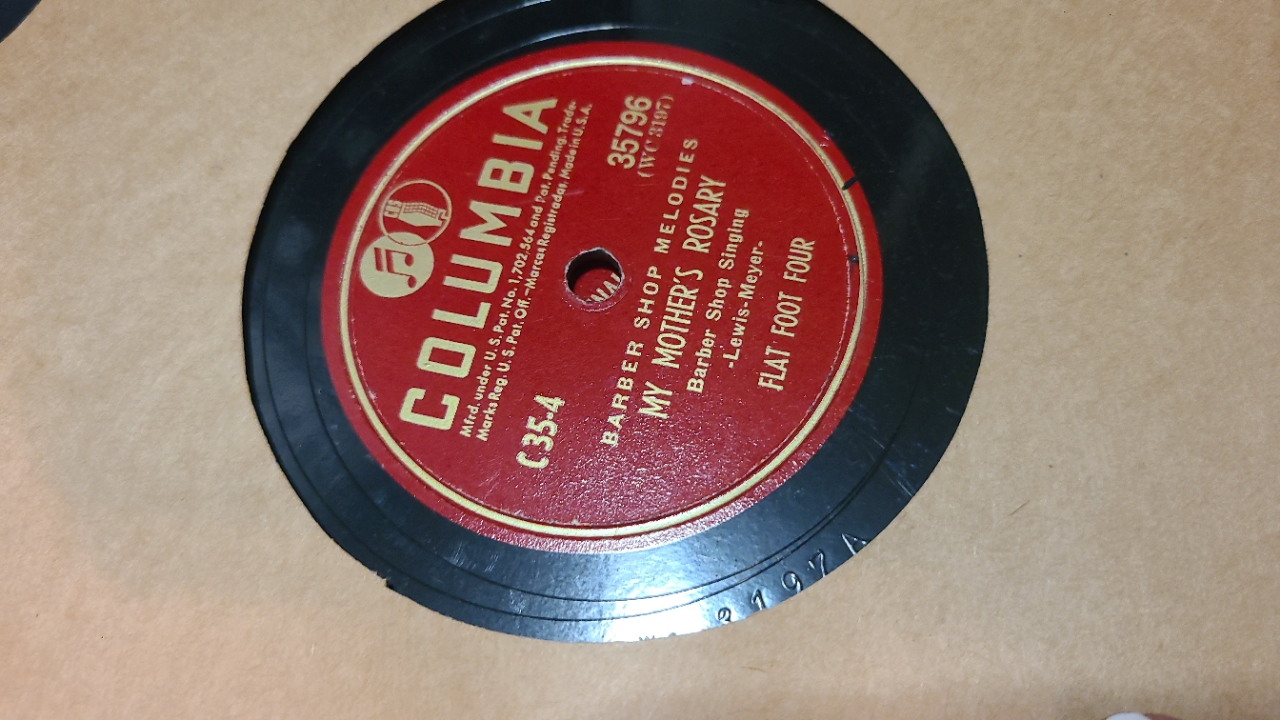 CBS
COLUMBIA
Mfrd. under U.S. Pat. No. 1,702,564 and Pat. Pending. Trade-
Marks Reg. U.S. Pat. Off.–Marcas Registradas. Made in U.S.A.
C35-4
35796
(WC 3197)
BARBER SHOP MELODIES
MY MOTHER'S ROSARY
Barber Shop Singing
-Lewis-Meyer-
FLAT FOOT FOUR
3197 A